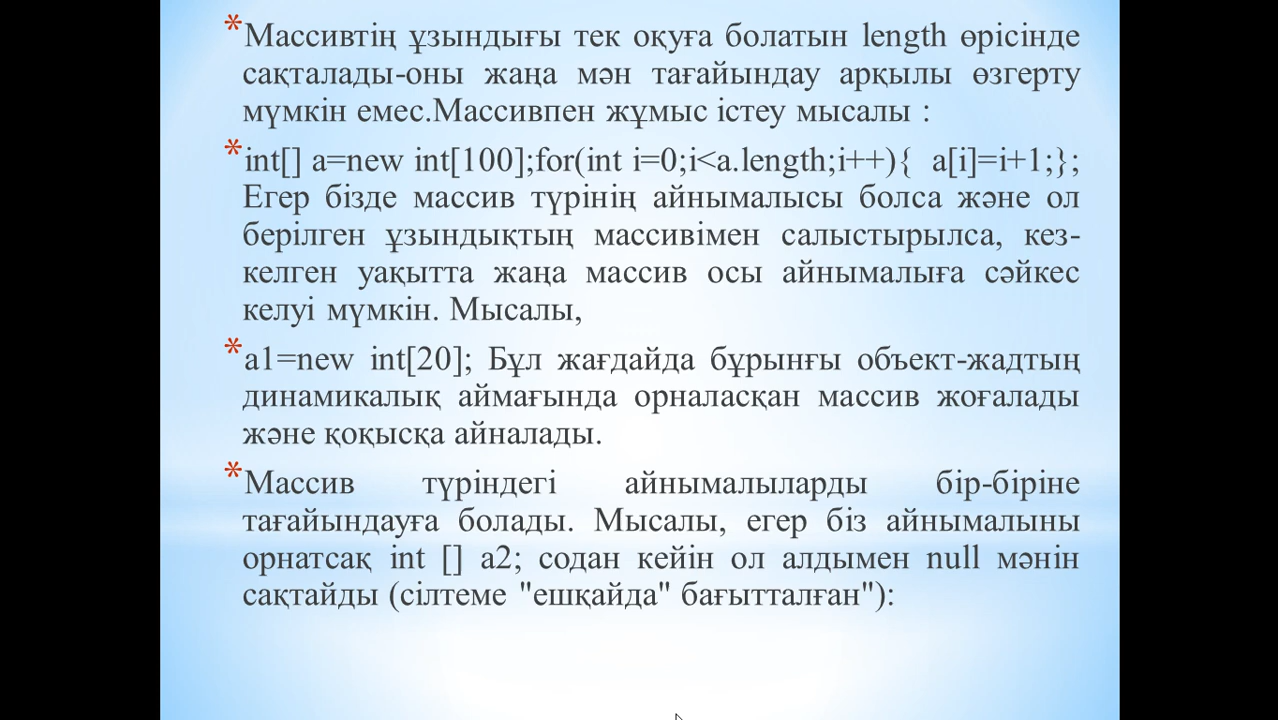 *Массивтің ұзындығы тек оқуға болатын length өрісінде
сақталады-оны жаңа мән тағайындау арқылы өзгерту
мүмкін емес.Массивпен жұмыс істеу мысалы :
*int[] a=new int[100];for(int i=0;i<a.length;i++){ a[i]=i+1;};
Егер бізде массив түрінің айнымалысы болса және ол
берілген ұзындықтың массивімен салыстырылса, кез-
келген уақытта жаңа массив осы айнымалыға сәйкес
келуі мүмкін. Мысалы,
*a1=new int[20]; Бұл жағдайда бұрынғы объект-жадтың
динамикалық аймағында орналасқан массив жоғалады
және қоқысқа айналады.
*Массив түріндегі айнымалыларды бір-біріне
тағайындауға болады. Мысалы, егер біз айнымалыны
орнатсақ int [] a2; содан кейін ол алдымен null мәнін
сақтайды (сілтеме "ешқайда" бағытталған"):